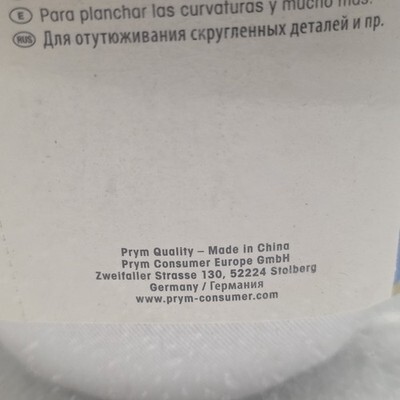 E Para planchar las curvaturas y mucho más.
RUS Для отутюживания скругленных деталей и пр.
Prym Quality – Made in China
Prym Consumer Europe GmbH
Zweifaller Strasse 130, 52224 Stolberg
Germany / Германия
www.prym-consumer.com